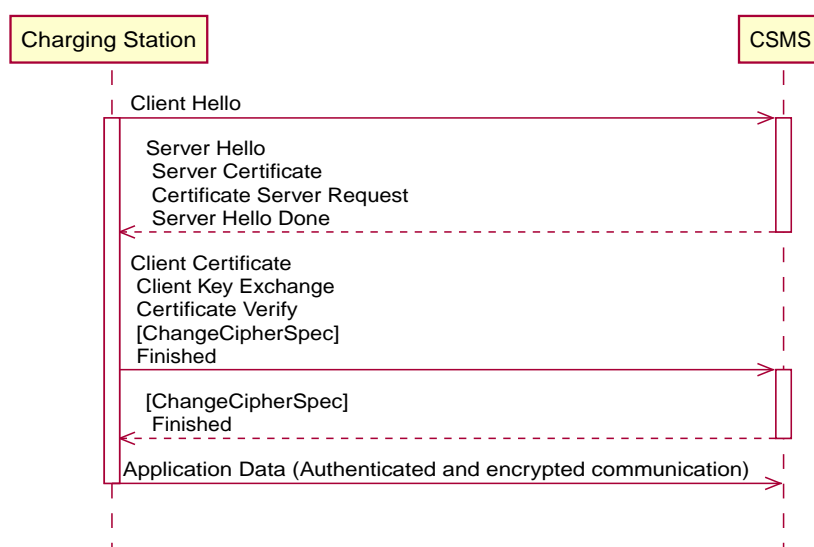 Charging Station
CSMS
Client Hello
Server Hello
Server Certificate
Certificate Server Request
Server Hello Done
Client Certificate
Client Key Exchange
Certificate Verify
[ChangeCipherSpec]
Finished
[ChangeCipherSpec]
Finished
Application Data (Authenticated and encrypted communication)